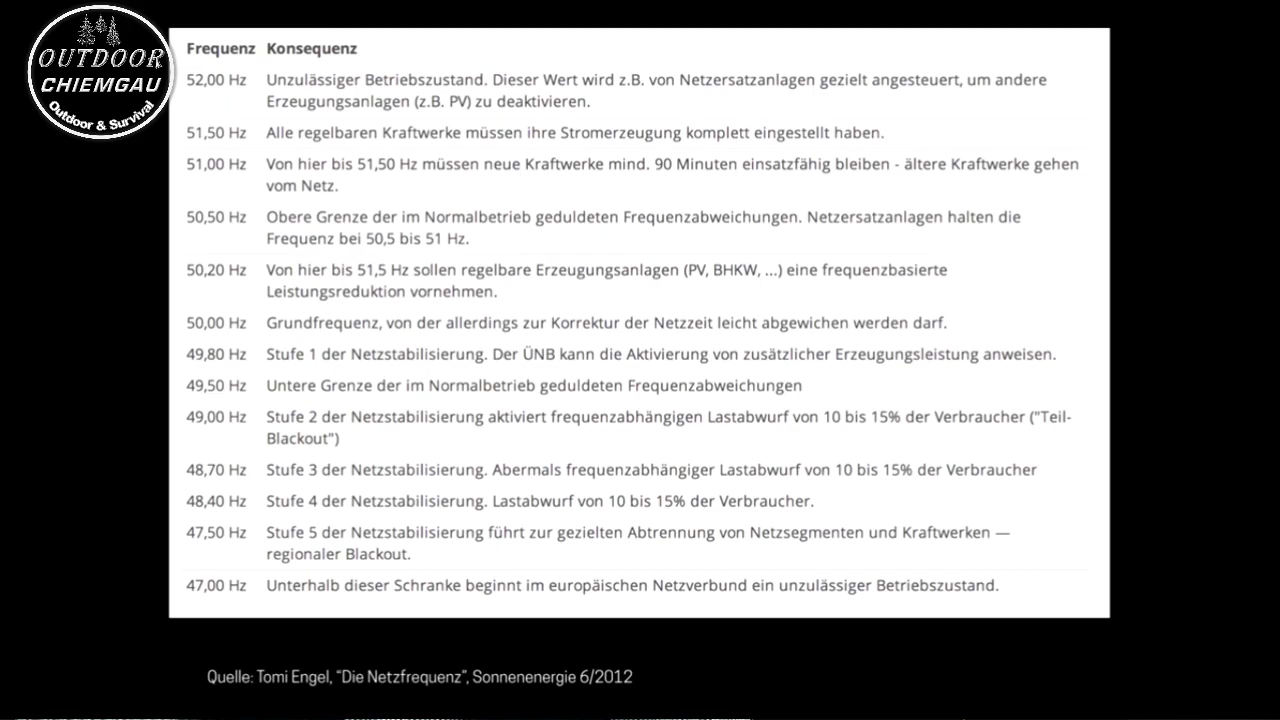 OUTDOOR
CHIEMGAU
Outdoor & Survival
Frequenz Konsequenz
52,00 Hz Unzulässiger Betriebszustand. Dieser Wert wird z.B. von Netzersatzanlagen gezielt angesteuert, um andere
Erzeugungsanlagen (z.B. PV) zu deaktivieren.
51,50 Hz Alle regelbaren Kraftwerke müssen ihre Stromerzeugung komplett eingestellt haben.
51,00 Hz Von hier bis 51,50 Hz müssen neue Kraftwerke mind. 90 Minuten einsatzfähig bleiben - ältere Kraftwerke gehen
vom Netz.
50,50 Hz Obere Grenze der im Normalbetrieb geduldeten Frequenzabweichungen. Netzersatzanlagen halten die
Frequenz bei 50,5 bis 51 Hz.
50,20 Hz Von hier bis 51,5 Hz sollen regelbare Erzeugungsanlagen (PV, BHKW, ...) eine frequenzbasierte
Leistungsreduktion vornehmen.
50,00 Hz Grundfrequenz, von der allerdings zur Korrektur der Netzzeit leicht abgewichen werden darf.
49,80 Hz Stufe 1 der Netzstabilisierung. Der ÜNB kann die Aktivierung von zusätzlicher Erzeugungsleistung anweisen.
49,50 Hz Untere Grenze der im Normalbetrieb geduldeten Frequenzabweichungen
49,00 Hz Stufe 2 der Netzstabilisierung aktiviert frequenzabhängigen Lastabwurf von 10 bis 15% der Verbraucher ("Teil-
Blackout")
48,70 Hz Stufe 3 der Netzstabilisierung. Abermals frequenzabhängiger Lastabwurf von 10 bis 15% der Verbraucher
48,40 Hz Stufe 4 der Netzstabilisierung. Lastabwurf von 10 bis 15% der Verbraucher.
47,50 Hz Stufe 5 der Netzstabilisierung führt zur gezielten Abtrennung von Netzsegmenten und Kraftwerken —
regionaler Blackout.
47,00 Hz Unterhalb dieser Schranke beginnt im europäischen Netzverbund ein unzulässiger Betriebszustand.
Quelle: Tomi Engel, "Die Netzfrequenz", Sonnenenergie 6/2012